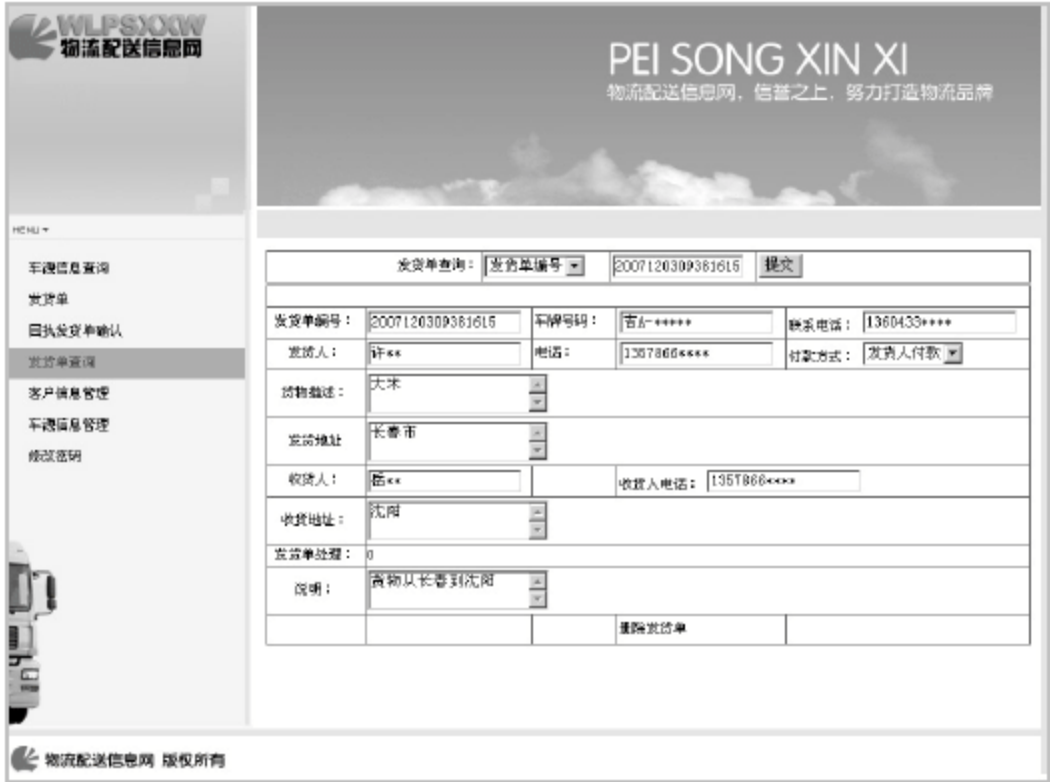 WLPSXXW
物流配送信息网
PEI SONG XIN XI
物流配送信息网，信誉之上，努力打造物流品牌
MENU
车源信息查询
发货单
回执发货单确认
发货单查询
客户信息管理
车源信息管理
修改密码
发货单查询： 发货单编号 2007120309381615 提交
发货单编号： 2007120309381615 车牌号码： 吉A-***** 联系电话： 1360433****
发货人： 许** 电话： 1357866**** 付款方式： 发货人付款
货物描述： 大米
发货地址 长春市
收货人： 岳** 收货人电话： 1357866****
收货地址： 沈阳
发货单处理： 0
说明： 货物从长春到沈阳
删除发货单
物流配送信息网 版权所有